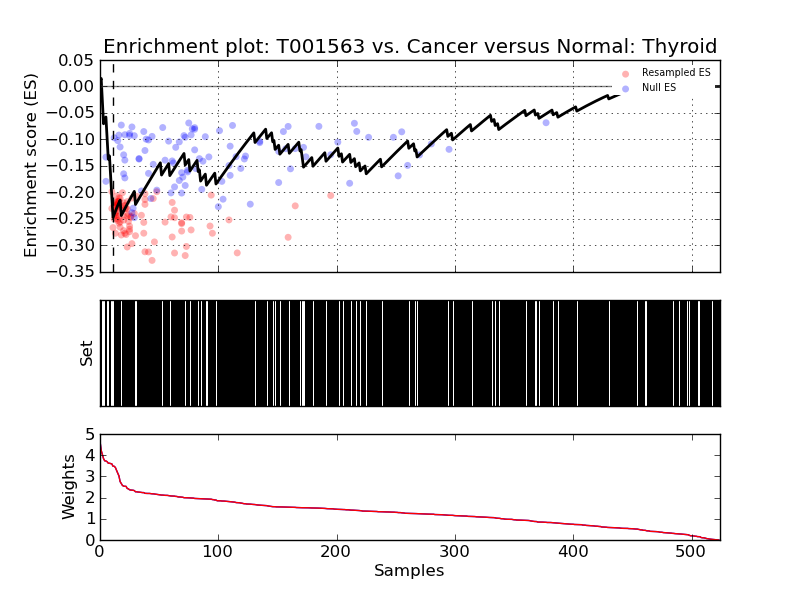 Enrichment plot: T001563 vs. Cancer versus Normal: Thyroid
0.05
0.00
−0.05
−0.10
−0.15
−0.20
−0.25
−0.30
−0.35
Enrichment score (ES)
Resampled ES
Null ES
Set
5
4
3
2
1
0
Weights
0 100 200 300 400 500
Samples